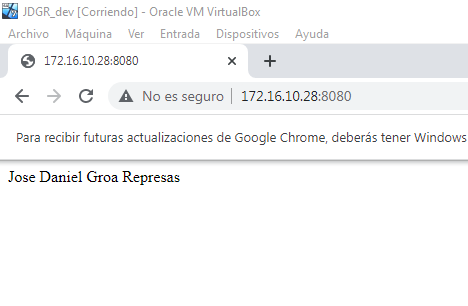 JDGR_dev [Corriendo] - Oracle VM VirtualBox
Archivo Máquina Ver Entrada Dispositivos Ayuda
172.16.10.28:8080
No es seguro 172.16.10.28:8080
Para recibir futuras actualizaciones de Google Chrome, deberás tener Windows
Jose Daniel Groa Represas